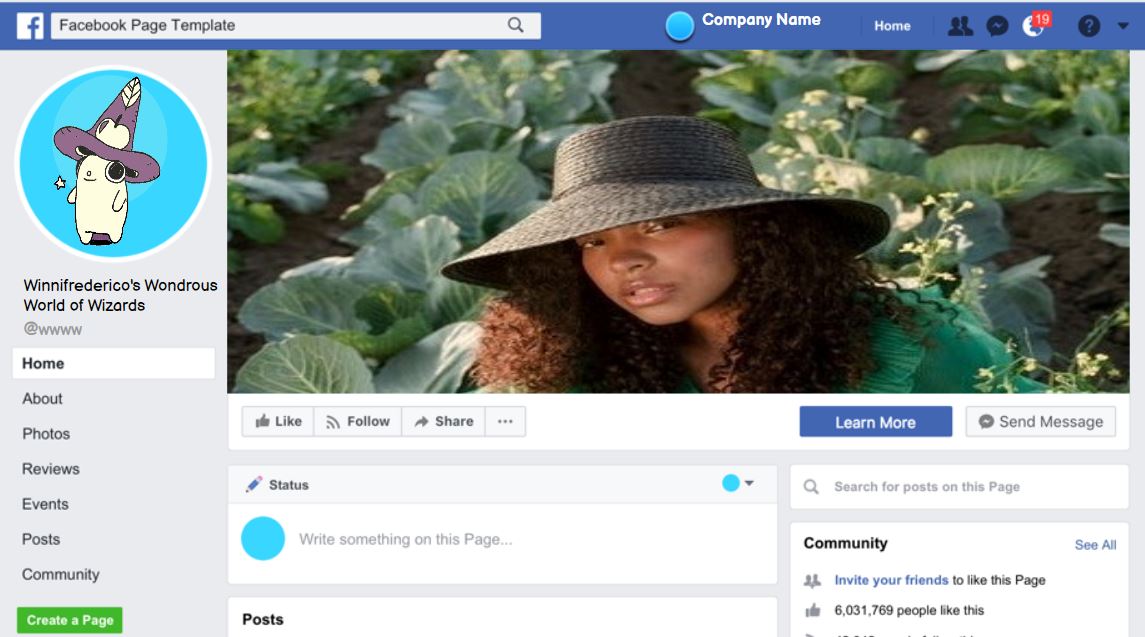 f Facebook Page Template
Company Name
Home
19
?
Winnifrederico's Wondrous
World of Wizards
@wwww
Home
About
Photos
Reviews
Events
Posts
Community
Create a Page
Like Follow Share ...
Learn More Send Message
Status
Write something on this Page...
Posts
Search for posts on this Page
Community See All
Invite your friends to like this Page
6,031,769 people like this